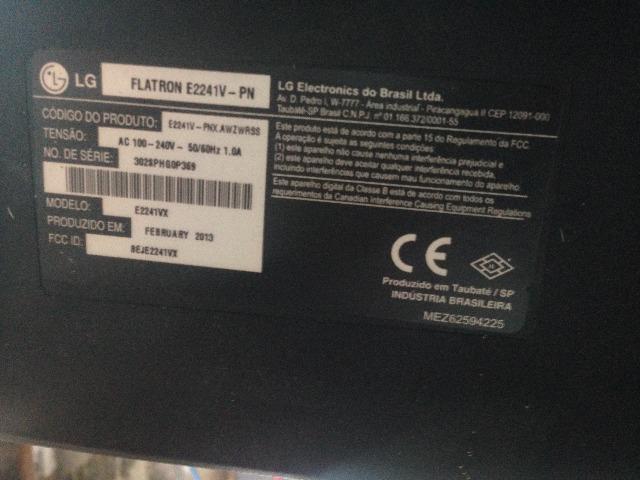 LG FLATRON E2241V-PN
CÓDIGO DO PRODUTO: E2241V-PNX.AWZWRSS
TENSÃO: AC 100-240V - 50/60Hz 1.0A
NO. DE SÉRIE: 302SPHG0P369
MODELO: E2241VX
PRODUZIDO EM: FEBRUARY 2013
FCC ID: BEJE2241VX
LG Electronics do Brasil Ltda.
Av. D. Pedro I, W-7777 - Área industrial - Piracangagua II CEP 12091-000
Taubaté-SP Brasil C.N.P.J. nº 01.166.372/0001-55
Este produto está de acordo com a parte 15 do Regulamento da FCC.
A operação é sujeita as seguintes condições:
(1) este aparelho não cause nenhuma interferência prejudicial e
(2) este aparelho deve aceitar qualquer interferência recebida,
incluindo interferências que causem mau funcionamento do aparelho.
Este aparelho digital da Classe B está de acordo com todos os
requerimentos da Canadian Interference Causing Equipment Regulations
CE
Produzido em Taubaté / SP
INDÚSTRIA BRASILEIRA
MEZ62594225